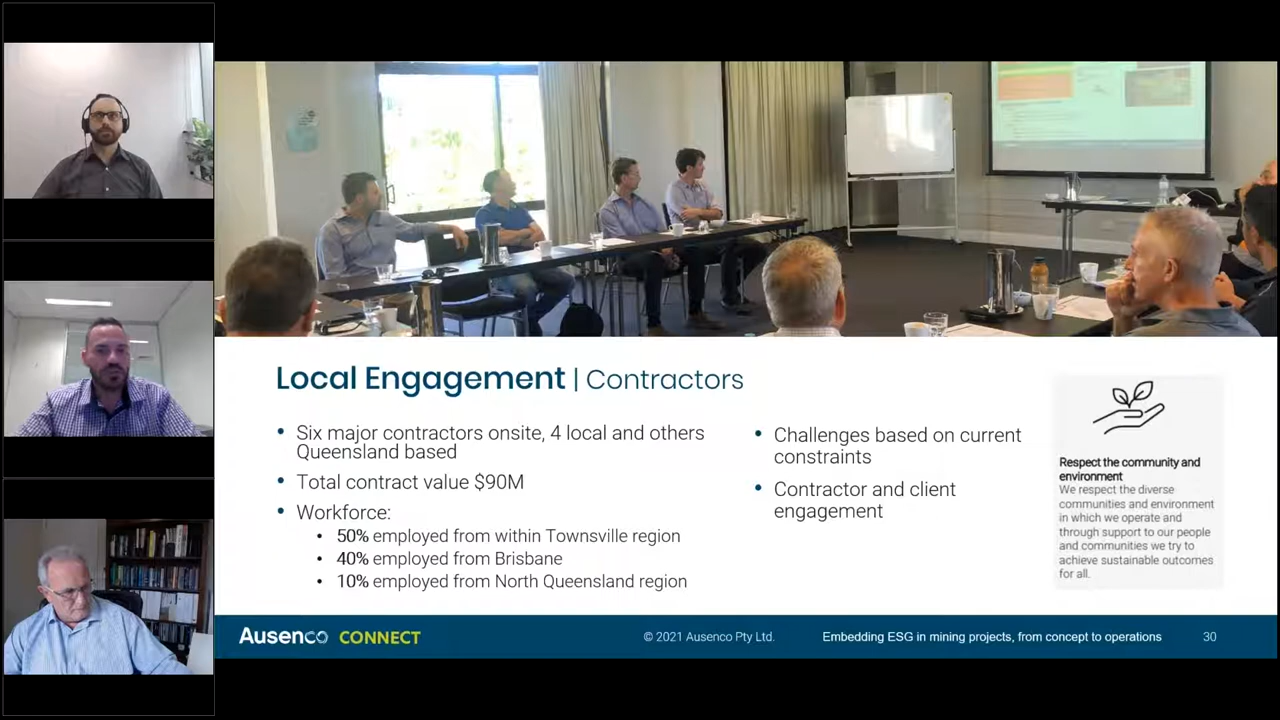 Local Engagement | Contractors
• Six major contractors onsite, 4 local and others
Queensland based
• Total contract value $90M
• Workforce:
• 50% employed from within Townsville region
• 40% employed from Brisbane
• 10% employed from North Queensland region
• Challenges based on current
constraints
• Contractor and client
engagement
Respect the community and
environment
We respect the diverse
communities and environment
in which we operate and
through support to our people
and communities we try to
achieve sustainable outcomes
for all.
Ausenco CONNECT
© 2021 Ausenco Pty Ltd.
Embedding ESG in mining projects, from concept to operations
30